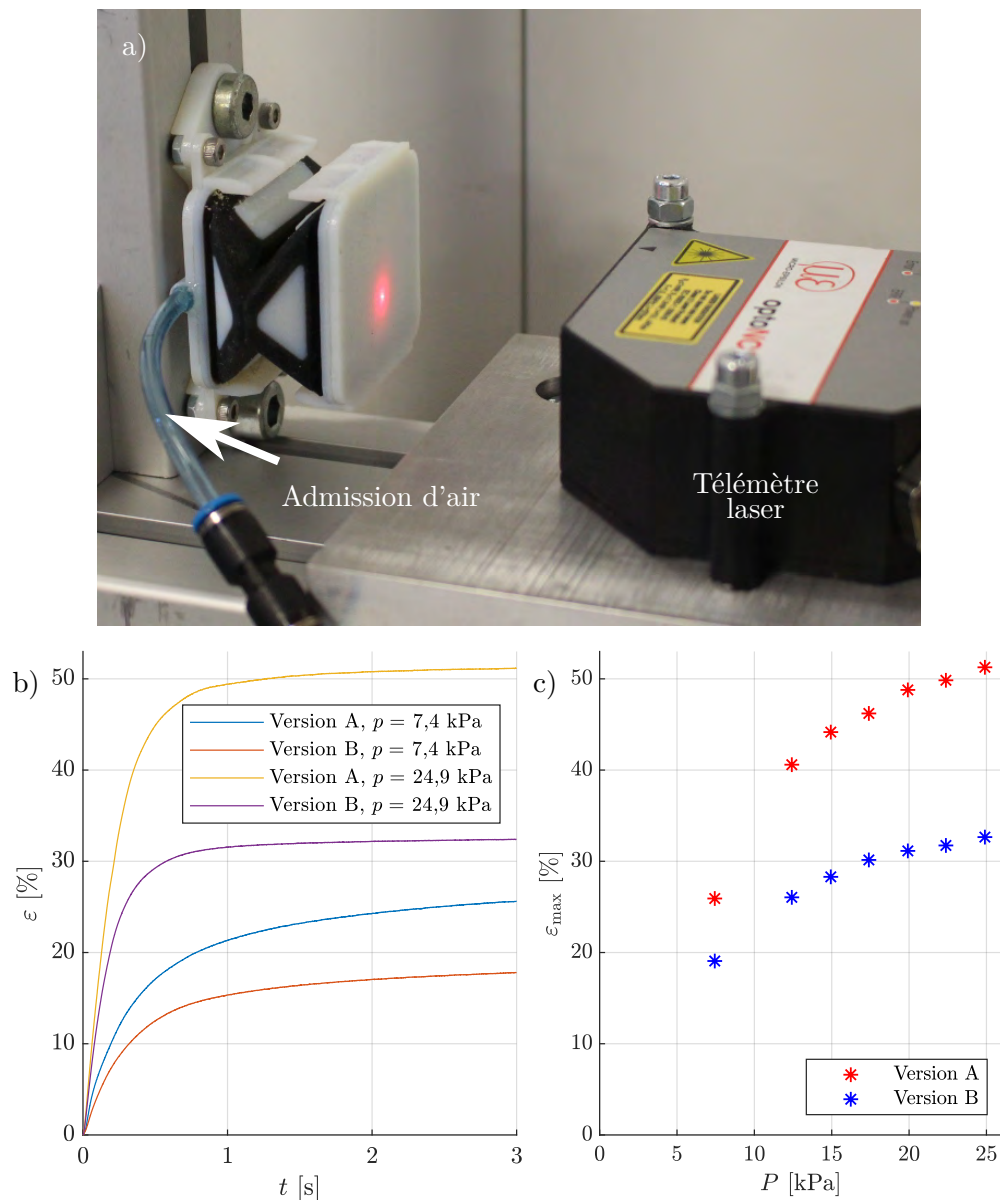 a)
Admission d'air
Télémètre
laser
MICRO-EPSILON
b)
ε [%]
50
40
30
20
10
0
0
1
2
3
t [s]
Version A, p = 7,4 kPa
Version B, p = 7,4 kPa
Version A, p = 24,9 kPa
Version B, p = 24,9 kPa
c)
εmax [%]
50
40
30
20
10
0
0
5
10
15
20
25
P [kPa]
Version A
Version B